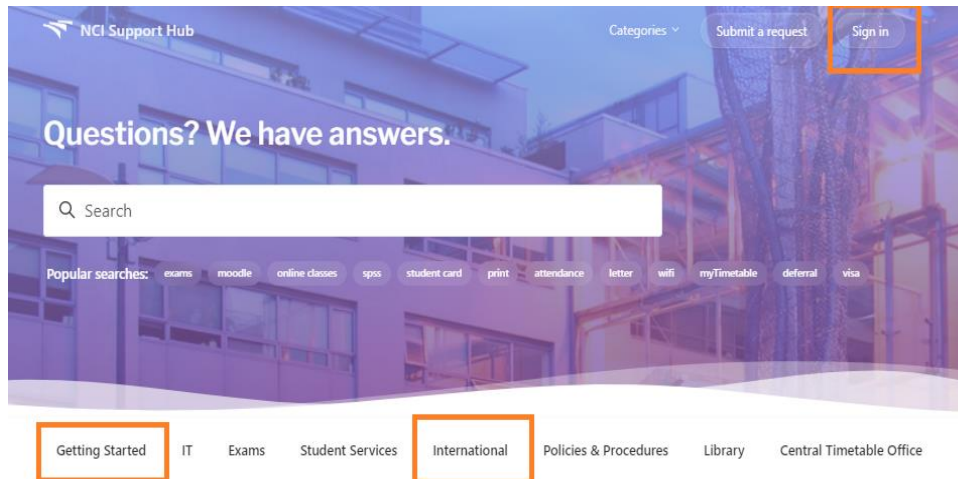 NCI Support Hub Categories Submit a request Sign in
Questions? We have answers.
Search
Popular searches: exams moodle online classes spss student card print attendance letter wifi myTimetable deferral visa
Getting Started IT Exams Student Services International Policies & Procedures Library Central Timetable Office